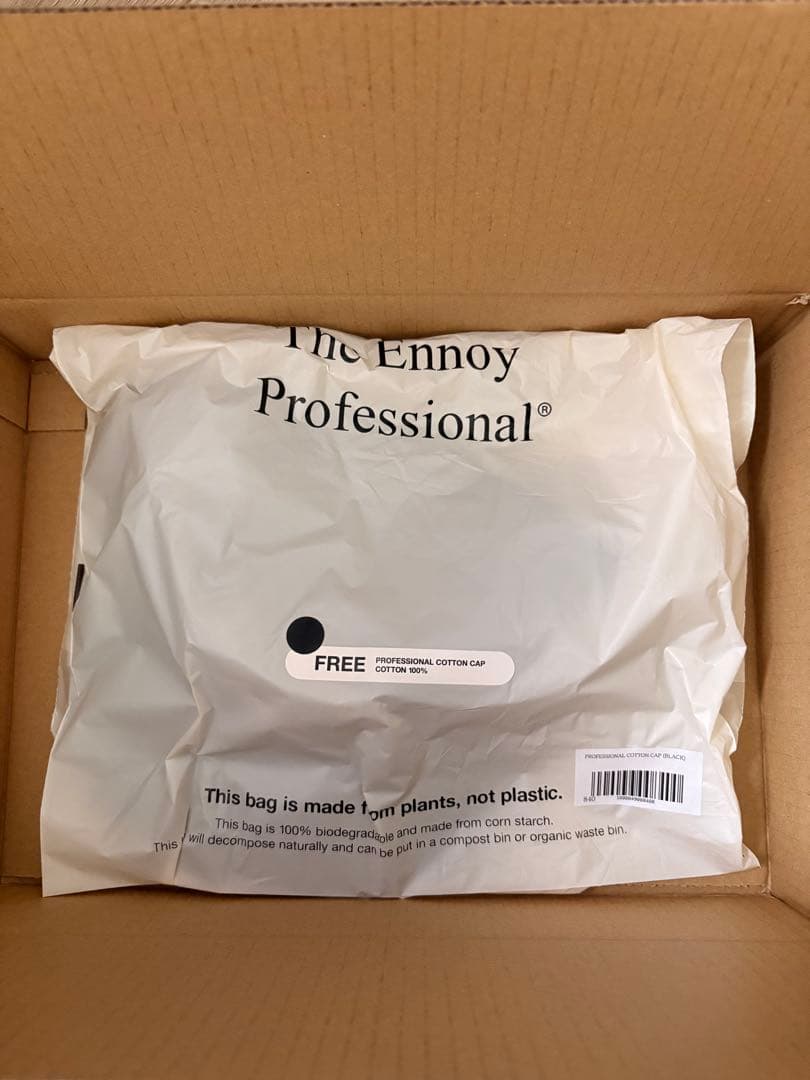 The Ennoy
Professional®
FREE PROFESSIONAL COTTON CAP
COTTON 100%
PROFESSIONAL COTTON CAP (BLACK)
840
This bag is made from plants, not plastic.
This bag is 100% biodegradable and made from corn starch.
This will decompose naturally and can be put in a compost bin or organic waste bin.